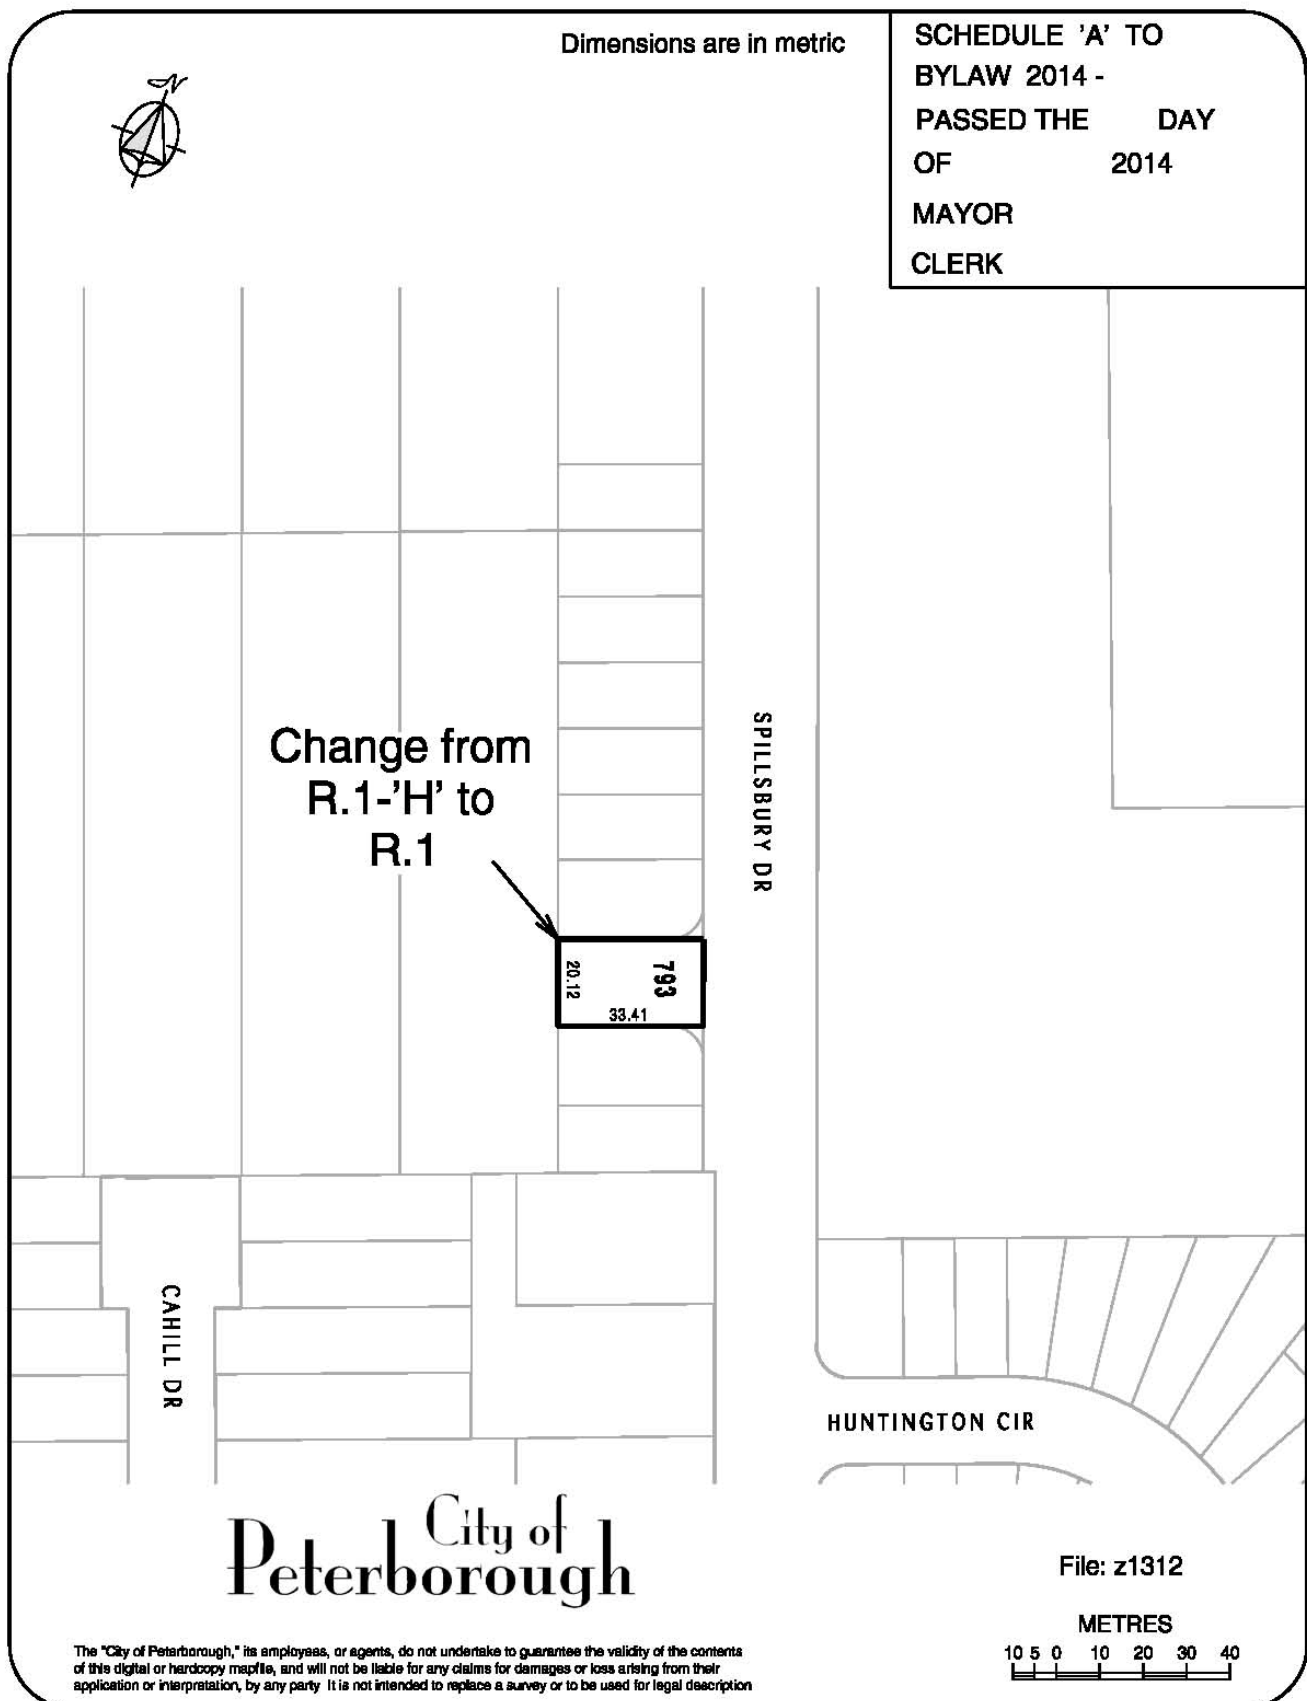 Dimensions are in metric
SCHEDULE 'A' TO
BYLAW 2014 -
PASSED THE DAY
OF 2014
MAYOR
CLERK
N
Change from
R.1-'H' to
R.1
SPILLSBURY DR
793
20.12
33.41
CAHILL DR
HUNTINGTON CIR
City of
Peterborough
File: z1312
METRES
10 5 0 10 20 30 40
The "City of Peterborough," its employees, or agents, do not undertake to guarantee the validity of the contents
of this digital or hardcopy mapfile, and will not be liable for any claims for damages or loss arising from their
application or interpretation, by any party It is not intended to replace a survey or to be used for legal description